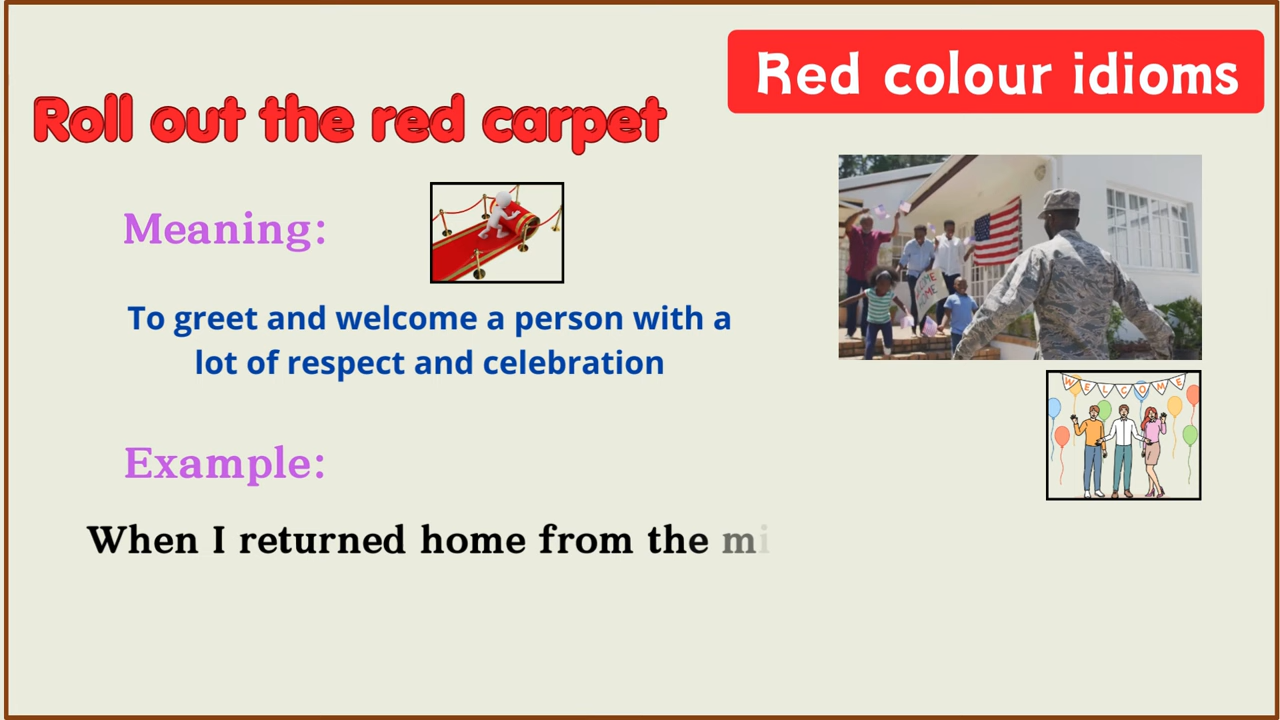 Red colour idioms
Roll out the red carpet
Meaning:
To greet and welcome a person with a
lot of respect and celebration
WELCOME
Example:
When I returned home from the